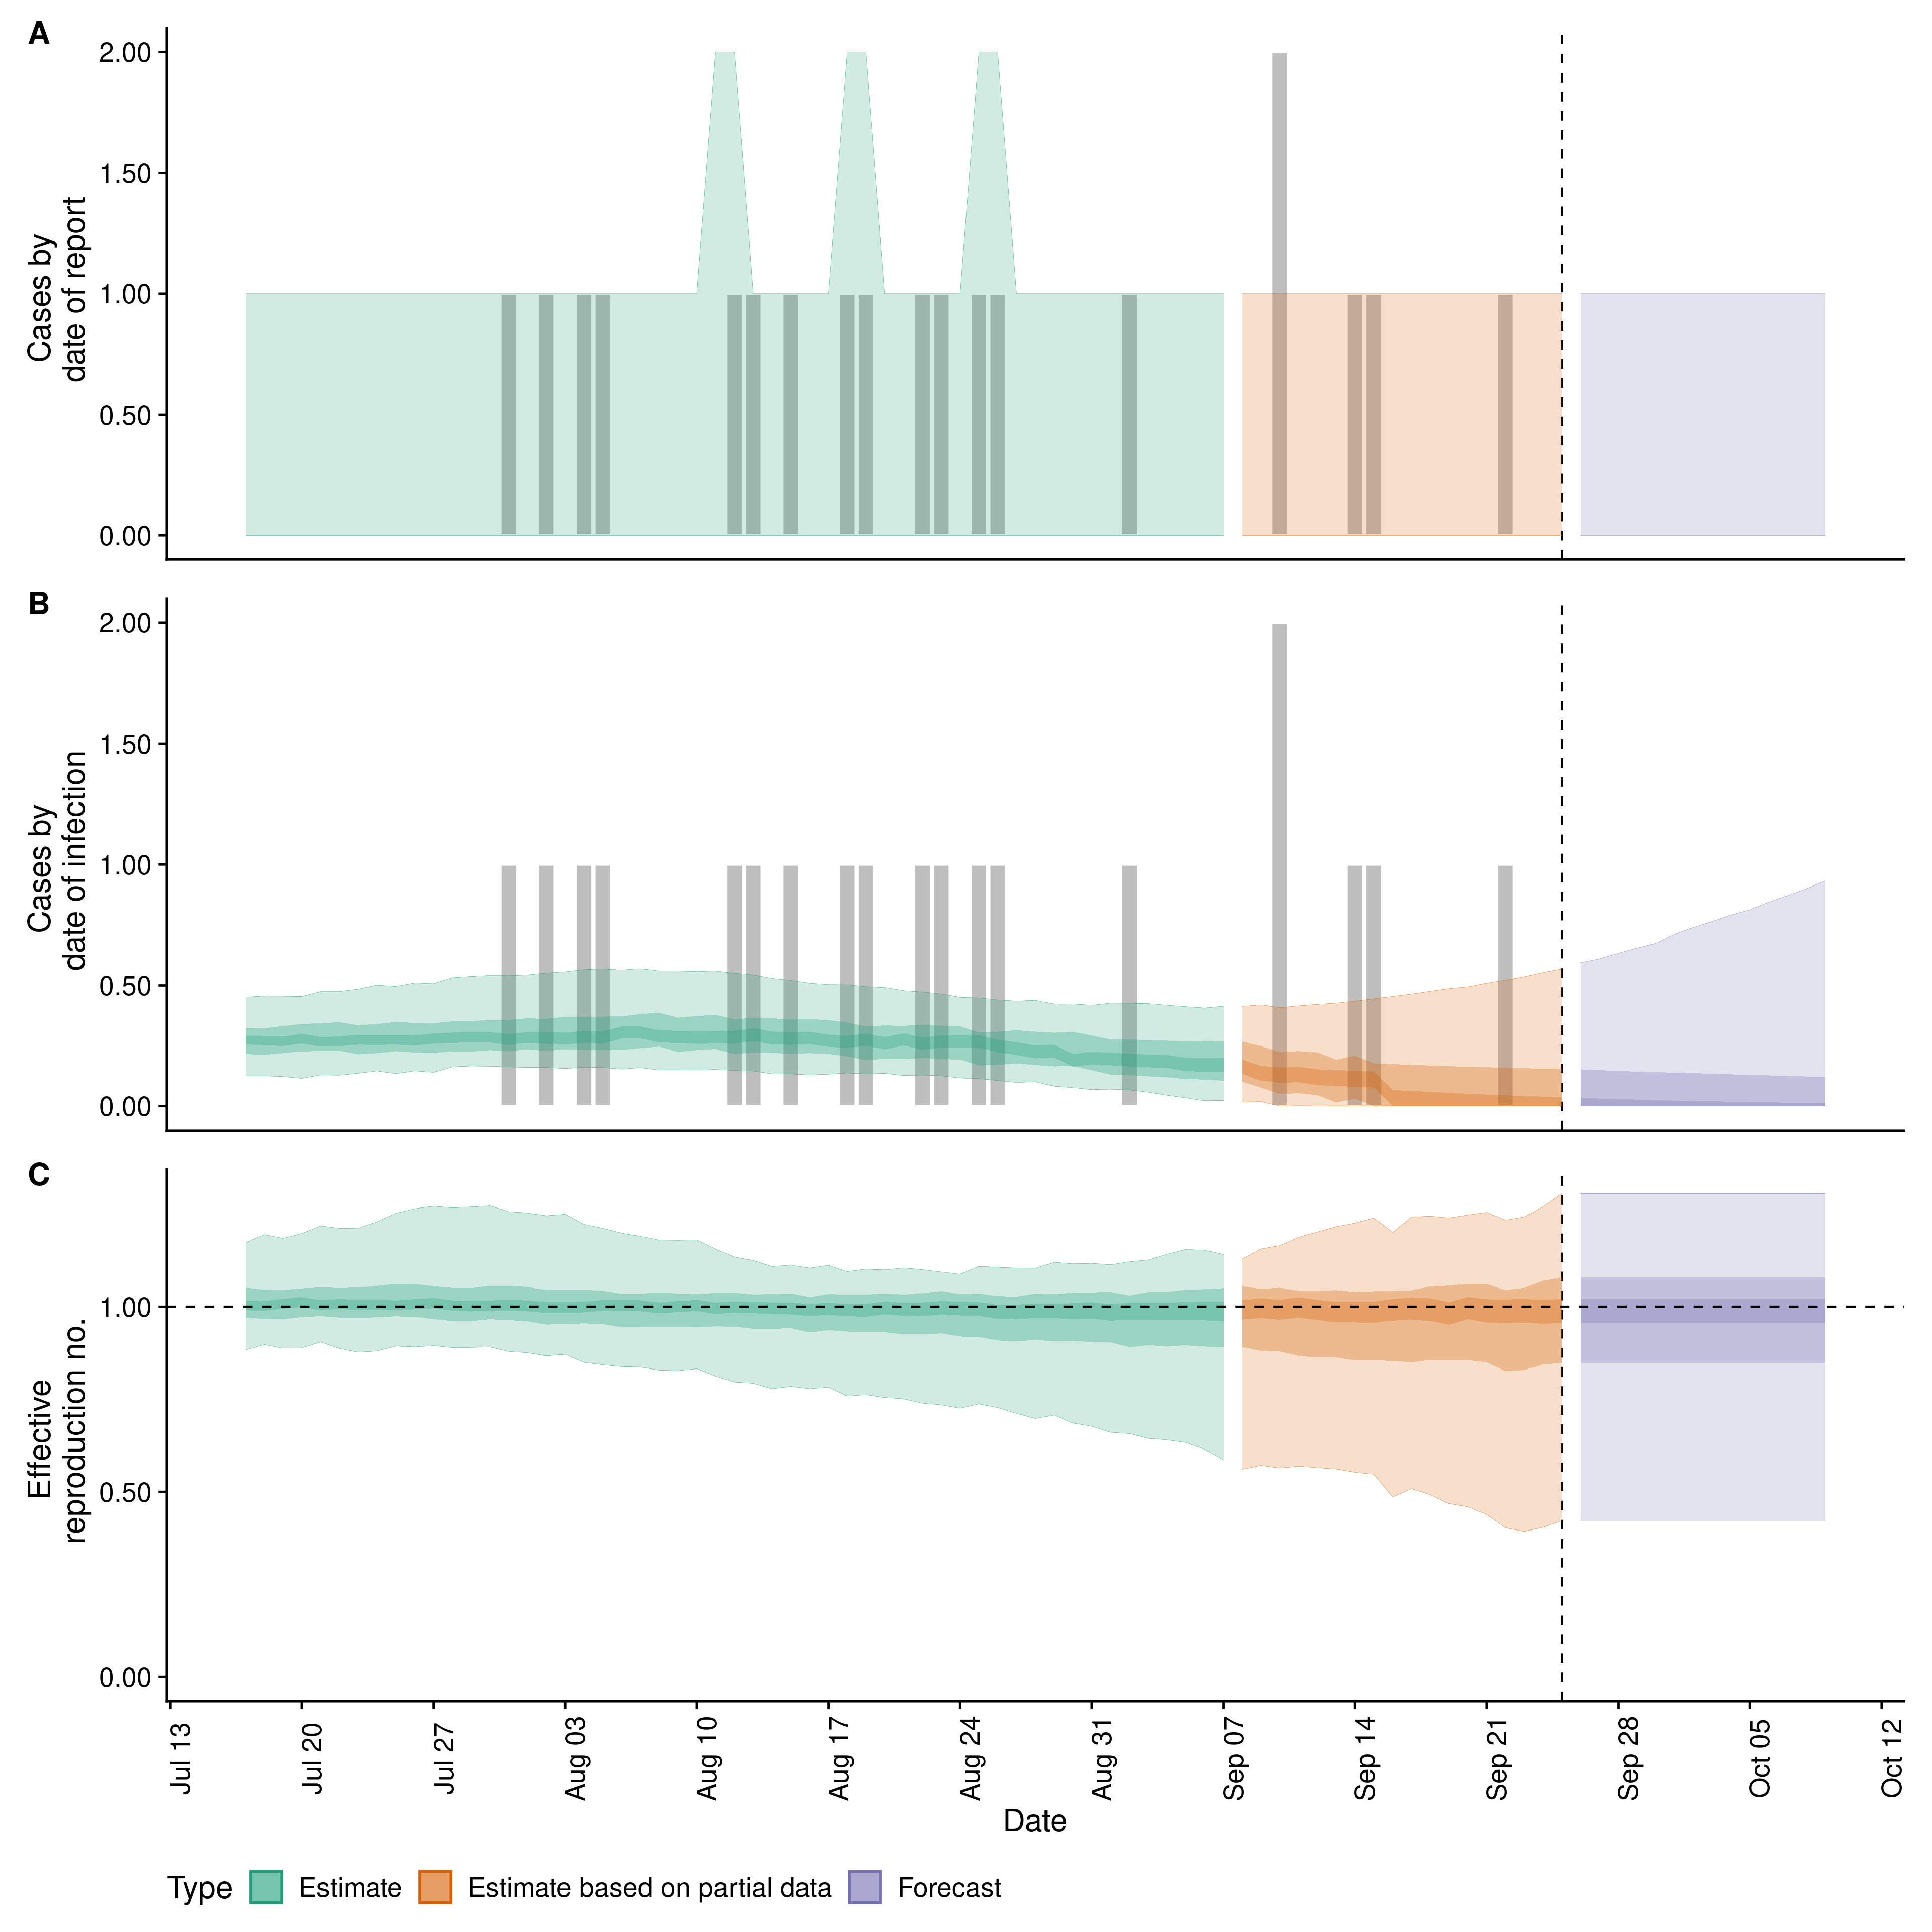 A
Cases by
date of report
2.00
1.50
1.00
0.50
0.00
B
Cases by
date of infection
2.00
1.50
1.00
0.50
0.00
C
Effective
reproduction no.
1.00
0.50
0.00
Jul 13
Jul 20
Jul 27
Aug 03
Aug 10
Aug 17
Aug 24
Aug 31
Sep 07
Sep 14
Sep 21
Sep 28
Oct 05
Oct 12
Date
Type Estimate Estimate based on partial data Forecast